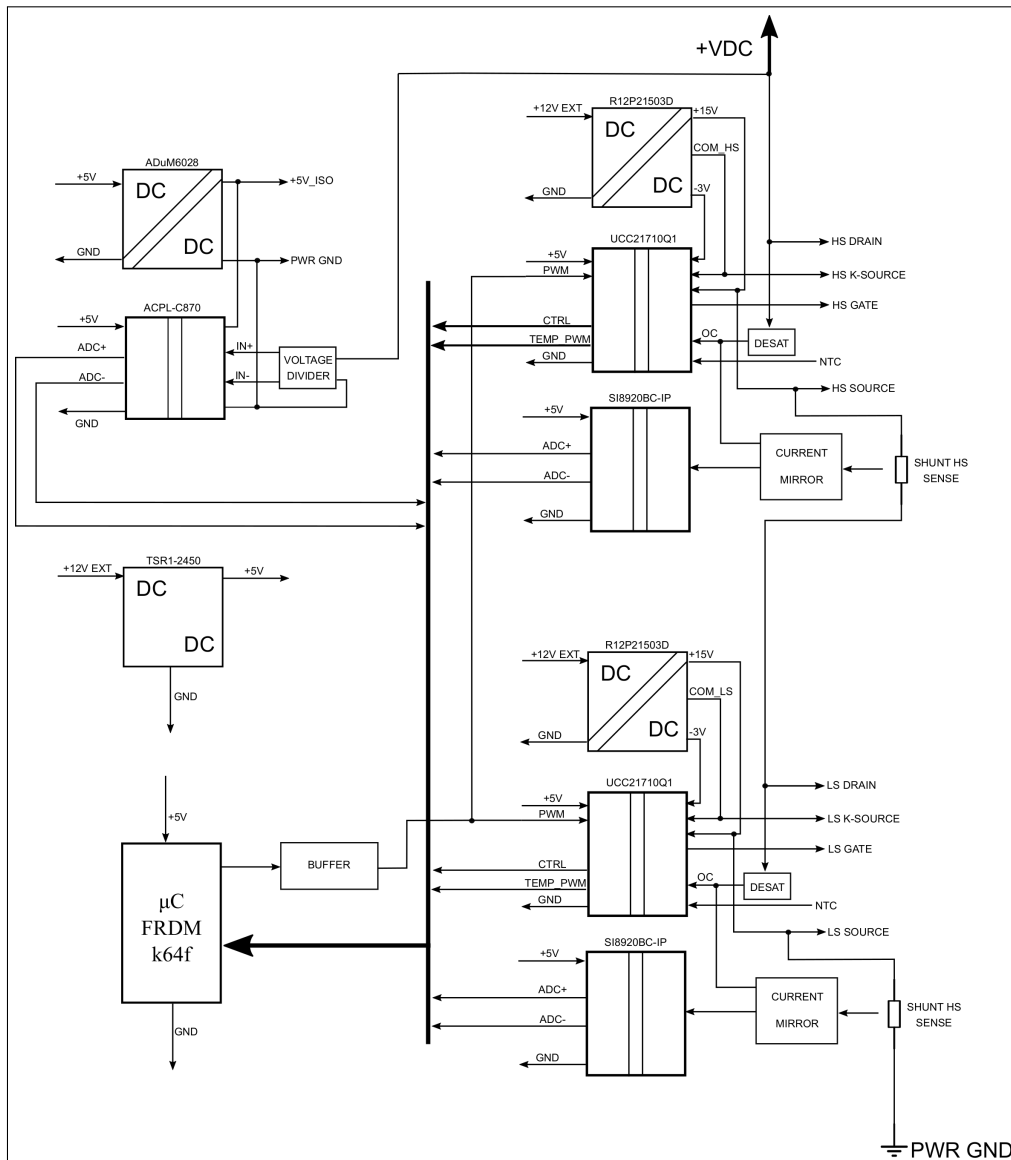 +VDC
R12P21503D
+12V EXT
DC
DC
+15V
COM_HS
-3V
GND
ADuM6028
+5V
DC
DC
+5V_ISO
GND
PWR GND
UCC21710Q1
+5V
PWM
CTRL
TEMP_PWM
GND
OC
DESAT
NTC
HS DRAIN
HS K-SOURCE
HS GATE
HS SOURCE
ACPL-C870
+5V
ADC+
ADC-
GND
IN+
IN-
VOLTAGE
DIVIDER
SI8920BC-IP
+5V
ADC+
ADC-
GND
CURRENT
MIRROR
SHUNT HS
SENSE
TSR1-2450
+12V EXT
DC
DC
+5V
GND
R12P21503D
+12V EXT
DC
DC
+15V
COM_LS
-3V
GND
UCC21710Q1
+5V
PWM
CTRL
TEMP_PWM
GND
OC
DESAT
NTC
LS DRAIN
LS K-SOURCE
LS GATE
LS SOURCE
+5V
μC
FRDM
k64f
GND
BUFFER
SI8920BC-IP
+5V
ADC+
ADC-
GND
CURRENT
MIRROR
SHUNT HS
SENSE
PWR GND